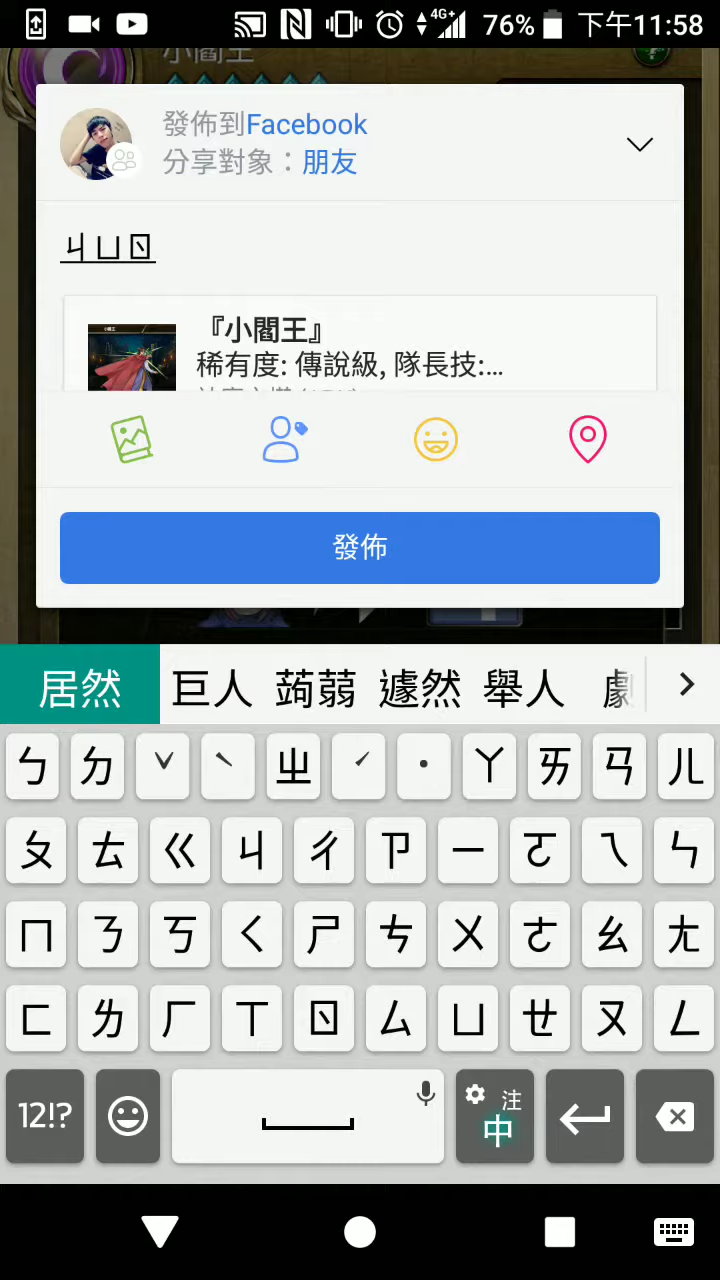 4G+ 76% 下午11:58
小閻王
發佈到Facebook
分享對象：朋友
ㄐㄩㄖ
『小閻王』
稀有度: 傳說級, 隊長技:...
發佈
居然 巨人 蒟蒻 遽然 舉人 劇
ㄅ ㄉ ˇ ˋ ㄓ ˊ ˙ ㄚ ㄞ ㄢ ㄦ
ㄆ ㄊ ㄍ ㄐ ㄔ ㄗ ㄧ ㄛ ㄟ ㄣ
ㄇ ㄋ ㄎ ㄑ ㄕ ㄘ ㄨ ㄜ ㄠ ㄤ
ㄈ ㄌ ㄏ ㄒ ㄖ ㄙ ㄩ ㄝ ㄡ ㄥ
12!? 注 中